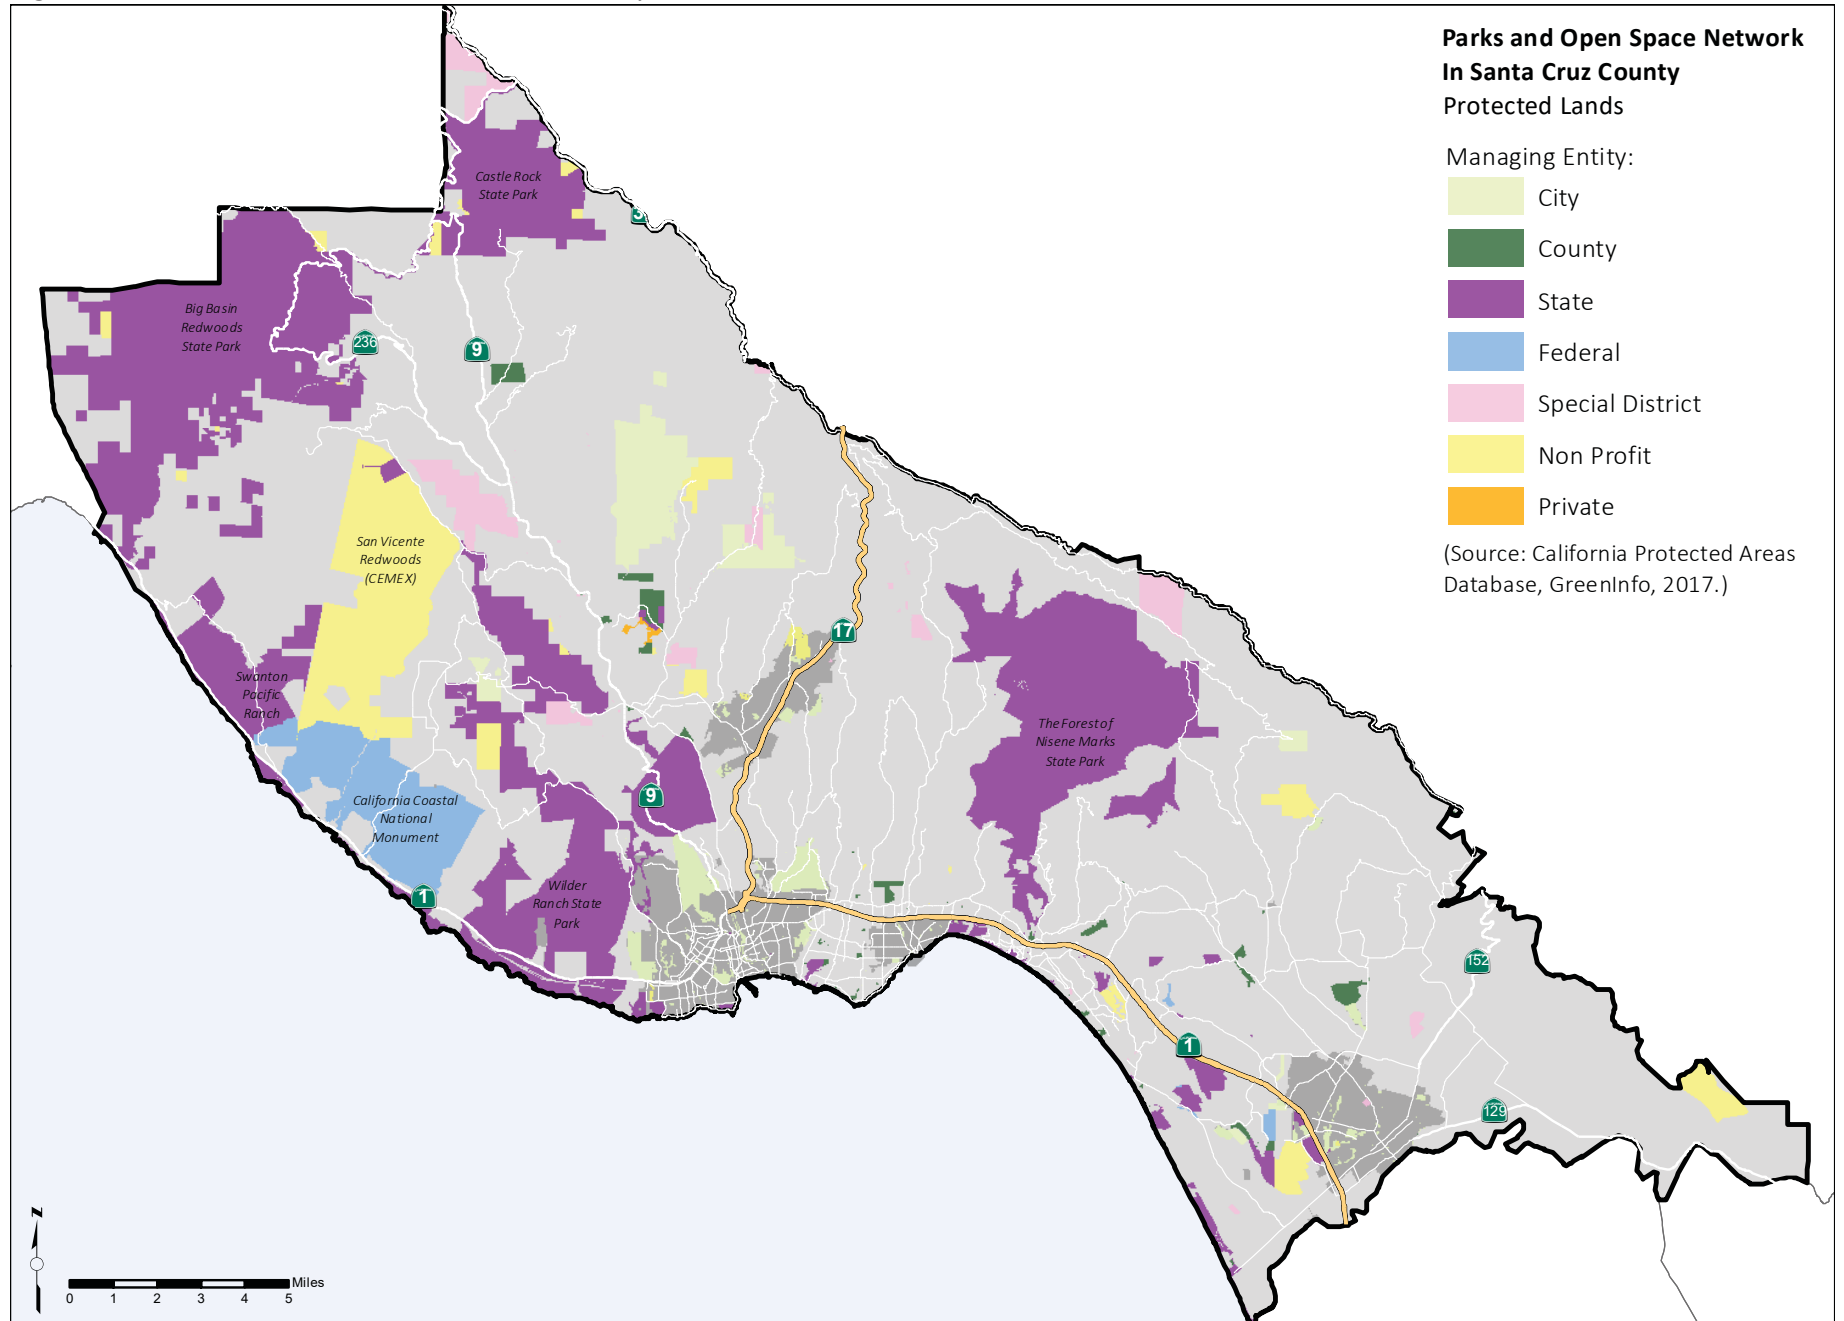 Parks and Open Space Network
In Santa Cruz County
Protected Lands
Managing Entity:
City
County
State
Federal
Special District
Non Profit
Private
(Source: California Protected Areas
Database, GreenInfo, 2017.)
Castle Rock
State Park
Big Basin
Redwoods
State Park
236
9
San Vicente
Redwoods
(CEMEX)
17
Swanton
Pacific
Ranch
The Forest of
Nisene Marks
State Park
California Coastal
National
Monument
9
Wilder
Ranch State
Park
1
152
1
129
N
Miles
0 1 2 3 4 5